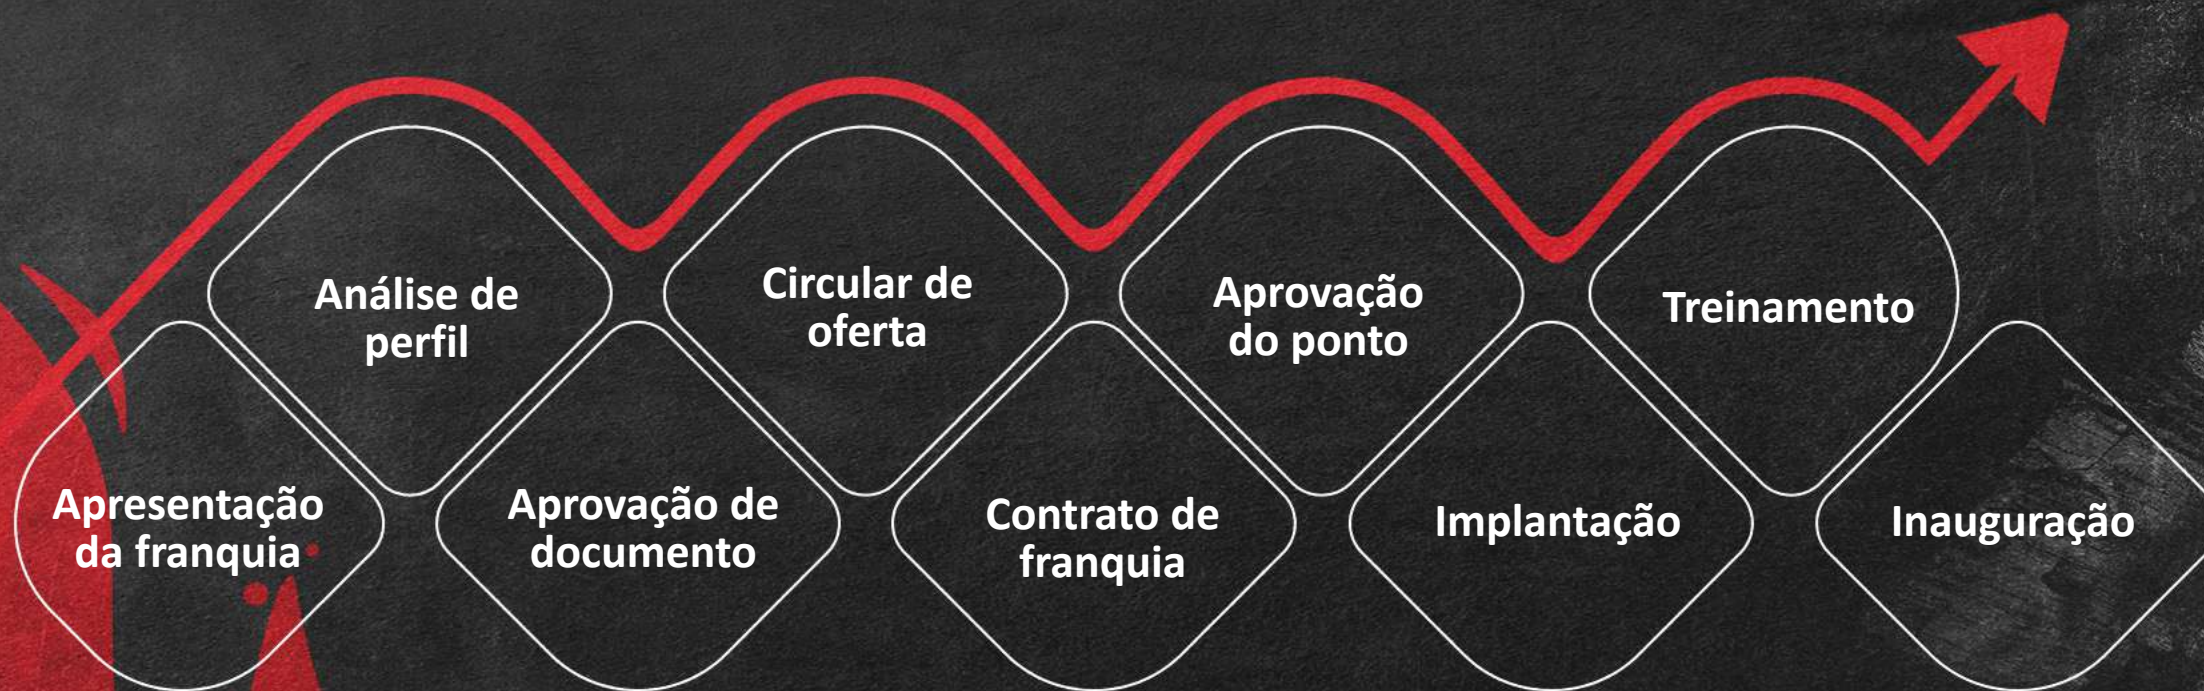 Apresentação
da franquia
Análise de
perfil
Aprovação de
documento
Circular de
oferta
Contrato de
franquia
Aprovação
do ponto
Implantação
Treinamento
Inauguração